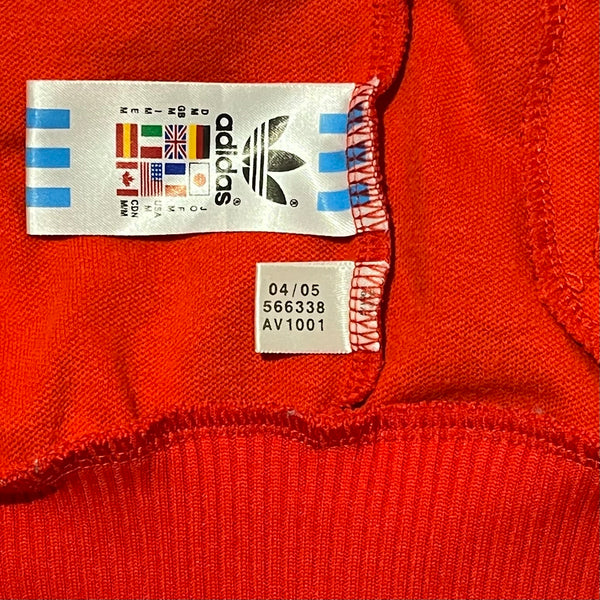 adidas®
®
D M J O
GB M F M
I M USA M
E M CDN M/M
04/05
566338
AV1001